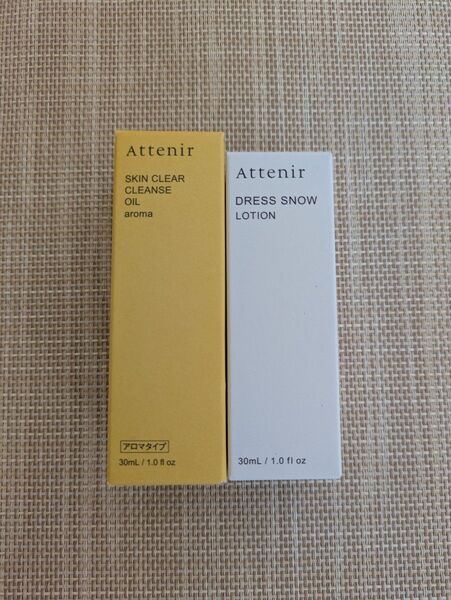 Attenir
SKIN CLEAR
CLEANSE
OIL
aroma
アロマタイプ
30mL / 1.0 fl oz
Attenir
DRESS SNOW
LOTION
30mL / 1.0 fl oz